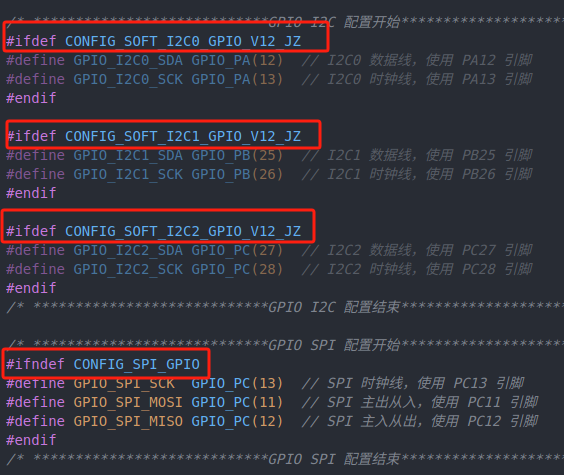 /* ****************************GPIO I2C 配置开始********************
#ifdef CONFIG_SOFT_I2C0_GPIO_V12_JZ
#define GPIO_I2C0_SDA GPIO_PA(12)  // I2C0 数据线，使用 PA12 引脚
#define GPIO_I2C0_SCK GPIO_PA(13)  // I2C0 时钟线，使用 PA13 引脚
#endif
#ifdef CONFIG_SOFT_I2C1_GPIO_V12_JZ
#define GPIO_I2C1_SDA GPIO_PB(25)  // I2C1 数据线，使用 PB25 引脚
#define GPIO_I2C1_SCK GPIO_PB(26)  // I2C1 时钟线，使用 PB26 引脚
#endif
#ifdef CONFIG_SOFT_I2C2_GPIO_V12_JZ
#define GPIO_I2C2_SDA GPIO_PC(27)  // I2C2 数据线，使用 PC27 引脚
#define GPIO_I2C2_SCK GPIO_PC(28)  // I2C2 时钟线，使用 PC28 引脚
#endif
/* ****************************GPIO I2C 配置结束********************
/* ****************************GPIO SPI 配置开始********************
#ifndef CONFIG_SPI_GPIO
#define GPIO_SPI_SCK  GPIO_PC(13)  // SPI 时钟线，使用 PC13 引脚
#define GPIO_SPI_MOSI GPIO_PC(11)  // SPI 主出从入，使用 PC11 引脚
#define GPIO_SPI_MISO GPIO_PC(12)  // SPI 主入从出，使用 PC12 引脚
#endif
/* ****************************GPIO SPI 配置结束********************